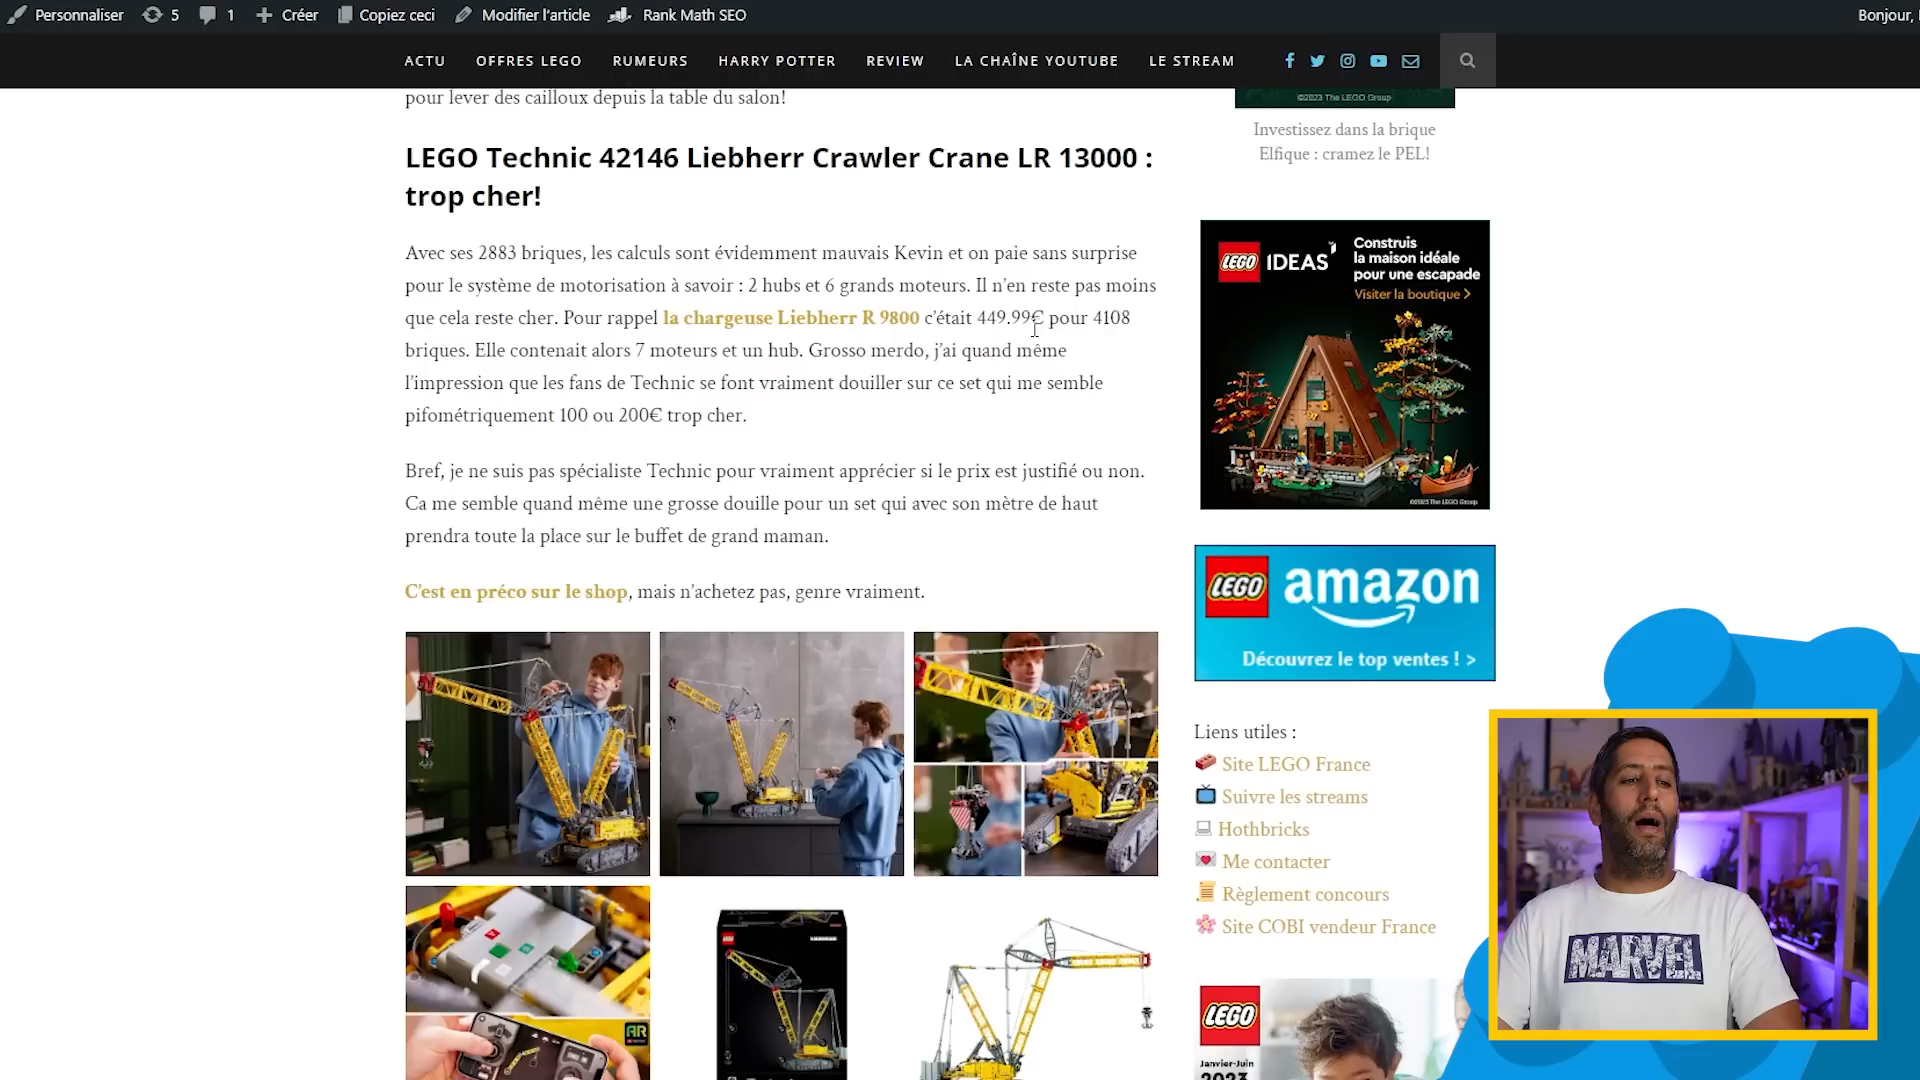 Personnaliser 5 1 Créer Copiez ceci Modifier l'article Rank Math SEO Bonjour,
ACTU OFFRES LEGO RUMEURS HARRY POTTER REVIEW LA CHAÎNE YOUTUBE LE STREAM
pour lever des cailloux depuis la table du salon!
LEGO Technic 42146 Liebherr Crawler Crane LR 13000 :
trop cher!
Avec ses 2883 briques, les calculs sont évidemment mauvais Kevin et on paie sans surprise
pour le système de motorisation à savoir : 2 hubs et 6 grands moteurs. Il n'en reste pas moins
que cela reste cher. Pour rappel la chargeuse Liebherr R 9800 c'était 449.99€ pour 4108
briques. Elle contenait alors 7 moteurs et un hub. Grosso merdo, j'ai quand même
l'impression que les fans de Technic se font vraiment douiller sur ce set qui me semble
pifométriquement 100 ou 200€ trop cher.
Bref, je ne suis pas spécialiste Technic pour vraiment apprécier si le prix est justifié ou non.
Ca me semble quand même une grosse douille pour un set qui avec son mètre de haut
prendra toute la place sur le buffet de grand maman.
C'est en préco sur le shop, mais n'achetez pas, genre vraiment.
LEGO
LIEBHERR
AR
©2023 The LEGO Group
Investissez dans la brique
Elfique : cramez le PEL!
LEGO IDEAS
Construis
la maison idéale
pour une escapade
Visiter la boutique >
©2023 The LEGO Group
LEGO amazon
Découvrez le top ventes ! >
Liens utiles :
Site LEGO France
Suivre les streams
Hothbricks
Me contacter
Règlement concours
Site COBI vendeur France
LEGO
Janvier-Juin
2023
MARVEL